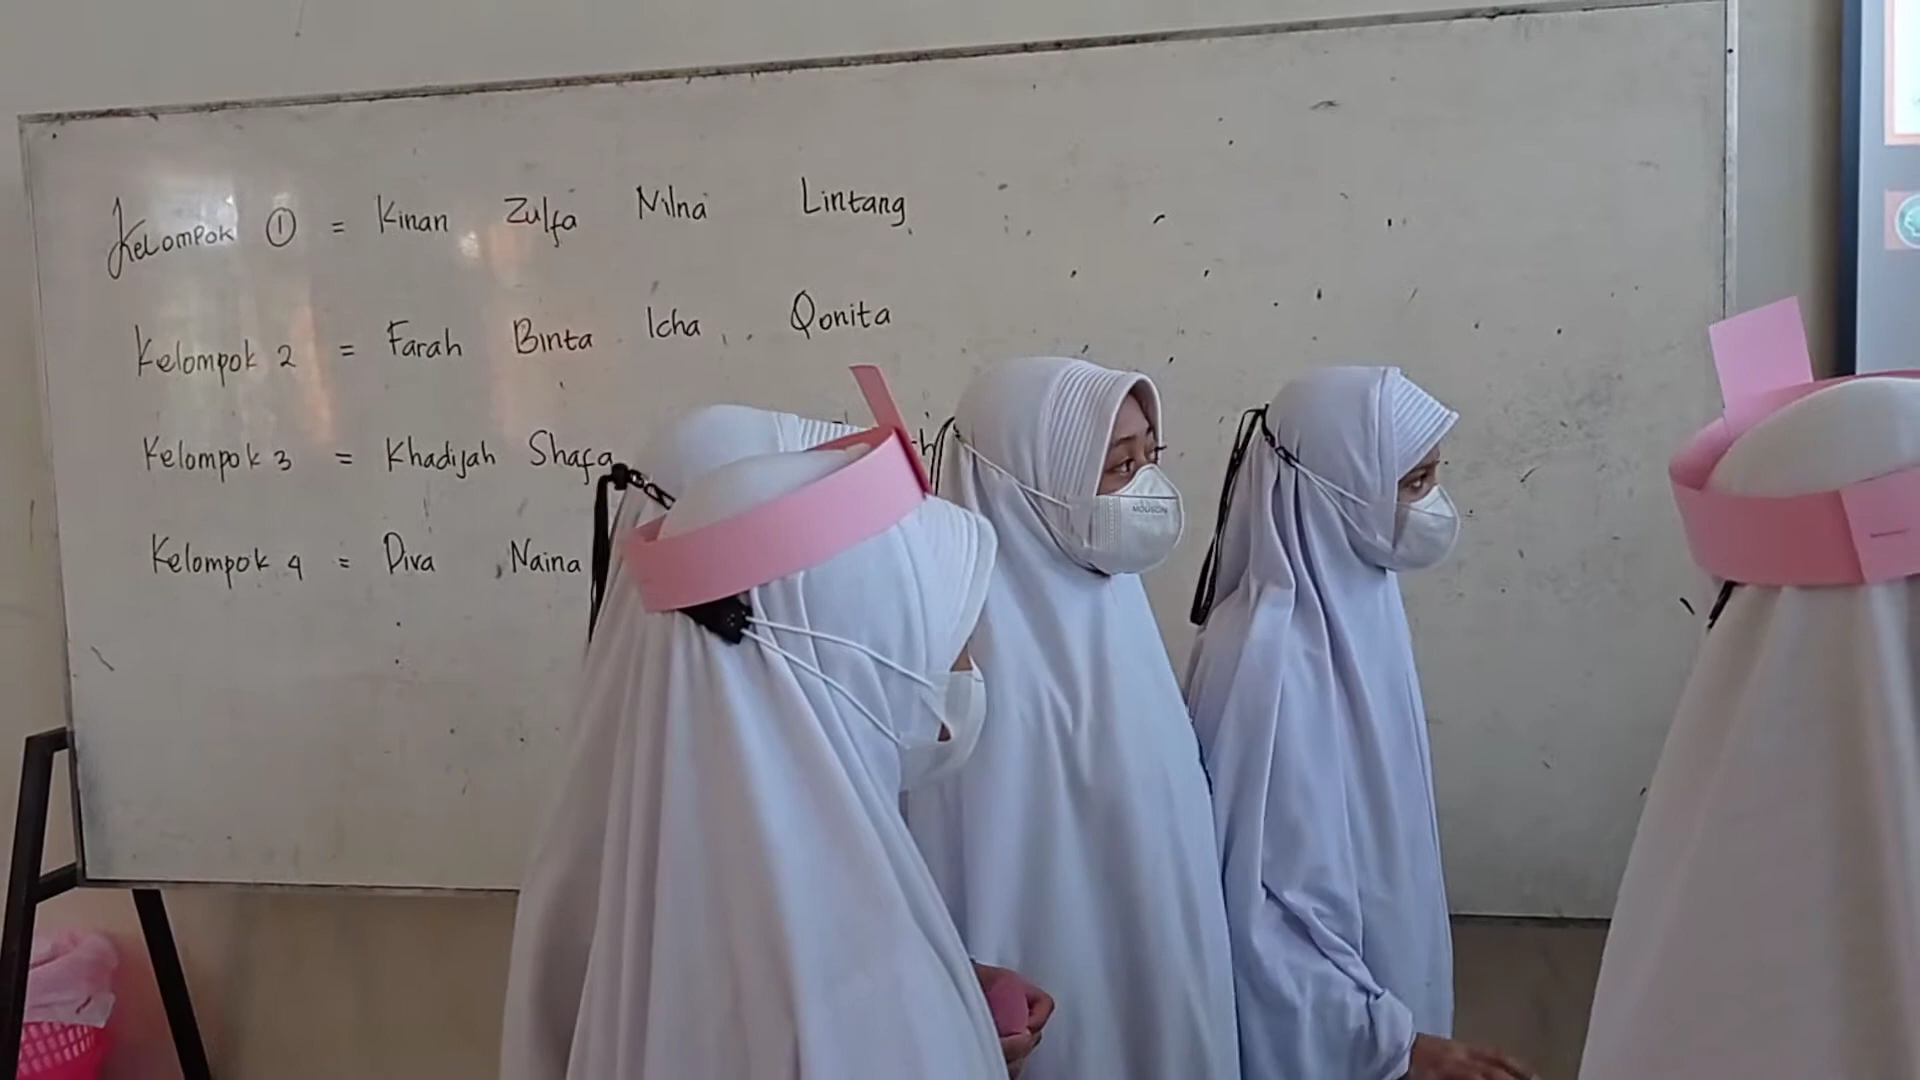 Kelompok ① = Kinan Zulfa Nilna Lintang
Kelompok 2 = Farah Binta Icha Qonita
Kelompok 3 = Khadijah Shafa
Kelompok 4 = Diva Naina